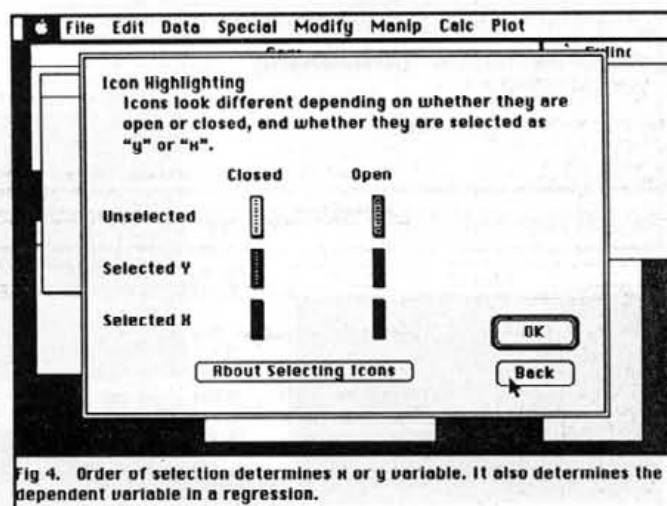 File Edit Data Special Modify Manip Calc Plot
Icon Highlighting
Icons look different depending on whether they are
open or closed, and whether they are selected as
"y" or "x".
Closed Open
Unselected
Selected Y
Selected X
OK
About Selecting Icons
Back
Fig 4. Order of selection determines x or y variable. It also determines the
dependent variable in a regression.